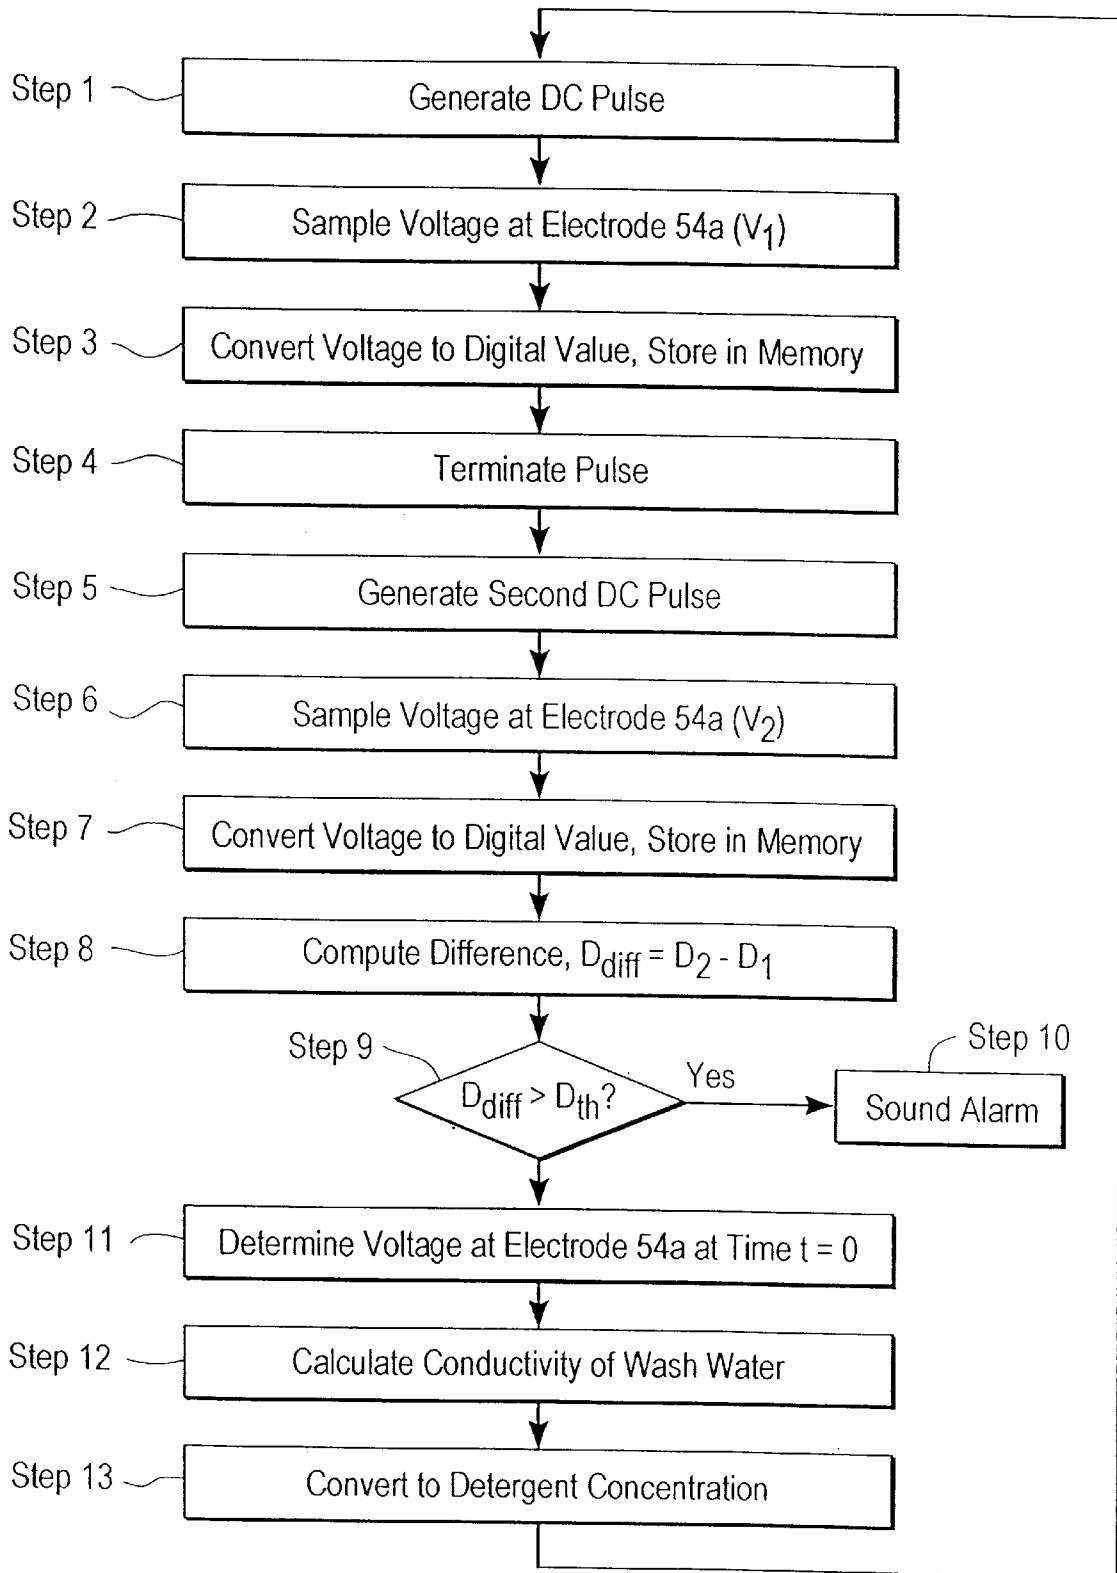 Step 1
Generate DC Pulse
Step 2
Sample Voltage at Electrode 54a (V1)
Step 3
Convert Voltage to Digital Value, Store in Memory
Step 4
Terminate Pulse
Step 5
Generate Second DC Pulse
Step 6
Sample Voltage at Electrode 54a (V2)
Step 7
Convert Voltage to Digital Value, Store in Memory
Step 8
Compute Difference, Ddiff = D2 - D1
Step 9
Ddiff > Dth?
Yes
Step 10
Sound Alarm
Step 11
Determine Voltage at Electrode 54a at Time t = 0
Step 12
Calculate Conductivity of Wash Water
Step 13
Convert to Detergent Concentration